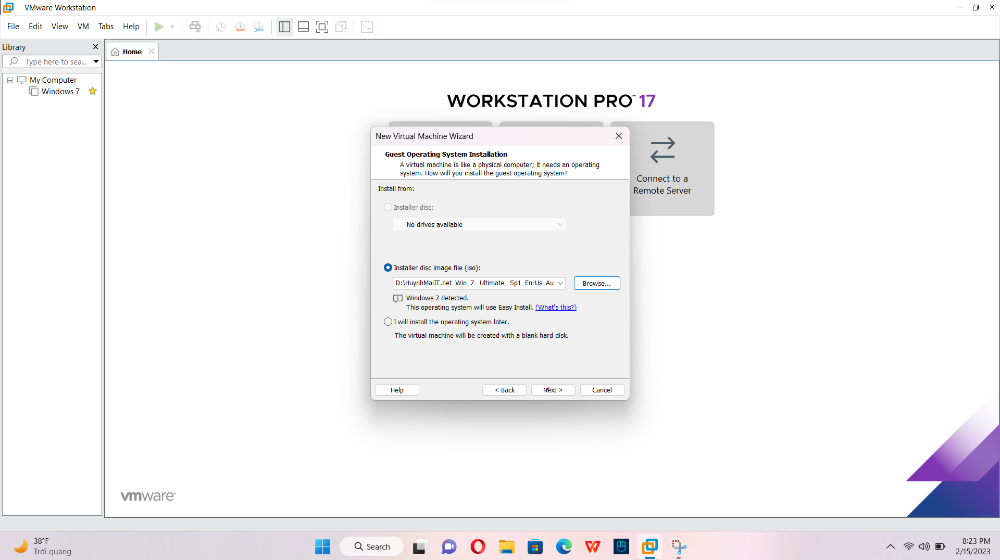 VMware Workstation
File Edit View VM Tabs Help
Library
Type here to sea...
My Computer
Windows 7
Home
WORKSTATION PRO™ 17
New Virtual Machine Wizard
Guest Operating System Installation
A virtual machine is like a physical computer; it needs an operating
system. How will you install the guest operating system?
Install from:
Installer disc:
No drives available
Installer disc image file (iso):
D:\HuynhMaiIT.net_Win_7_ Ultimate_ Sp1_En-Us_Au
Browse...
Windows 7 detected.
This operating system will use Easy Install. (What's this?)
I will install the operating system later.
The virtual machine will be created with a blank hard disk.
Help
< Back
Next >
Cancel
Connect to a
Remote Server
vmware®
38°F
Trời quang
Search
8:23 PM
2/15/2023